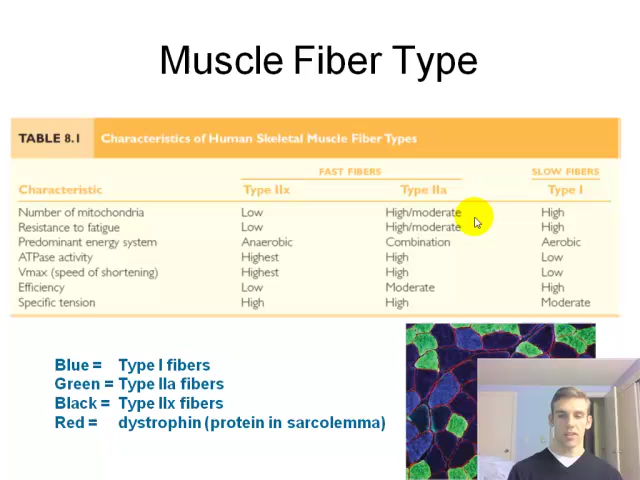 Muscle Fiber Type
TABLE 8.1 Characteristics of Human Skeletal Muscle Fiber Types
FAST FIBERS SLOW FIBERS
Characteristic Type IIx Type IIa Type I
Number of mitochondria Low High/moderate High
Resistance to fatigue Low High/moderate High
Predominant energy system Anaerobic Combination Aerobic
ATPase activity Highest High Low
Vmax (speed of shortening) Highest High Low
Efficiency Low Moderate High
Specific tension High High Moderate
Blue = Type I fibers
Green = Type IIa fibers
Black = Type IIx fibers
Red = dystrophin (protein in sarcolemma)